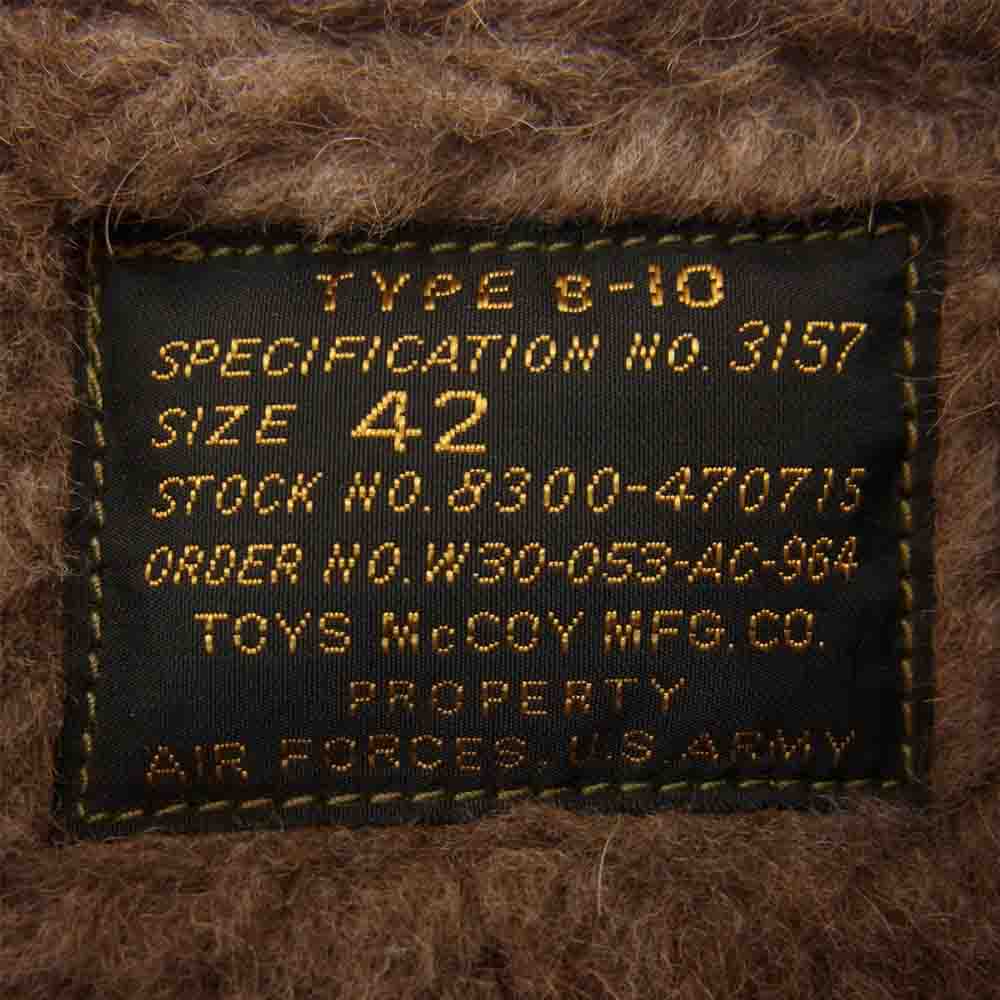 TYPE B-10
SPECIFICATION NO. 3157
SIZE 42
STOCK NO. 8300-470715
ORDER NO. W30-053-AC-964
TOYS McCOY MFG. CO.
PROPERTY
AIR FORCES, U.S. ARMY